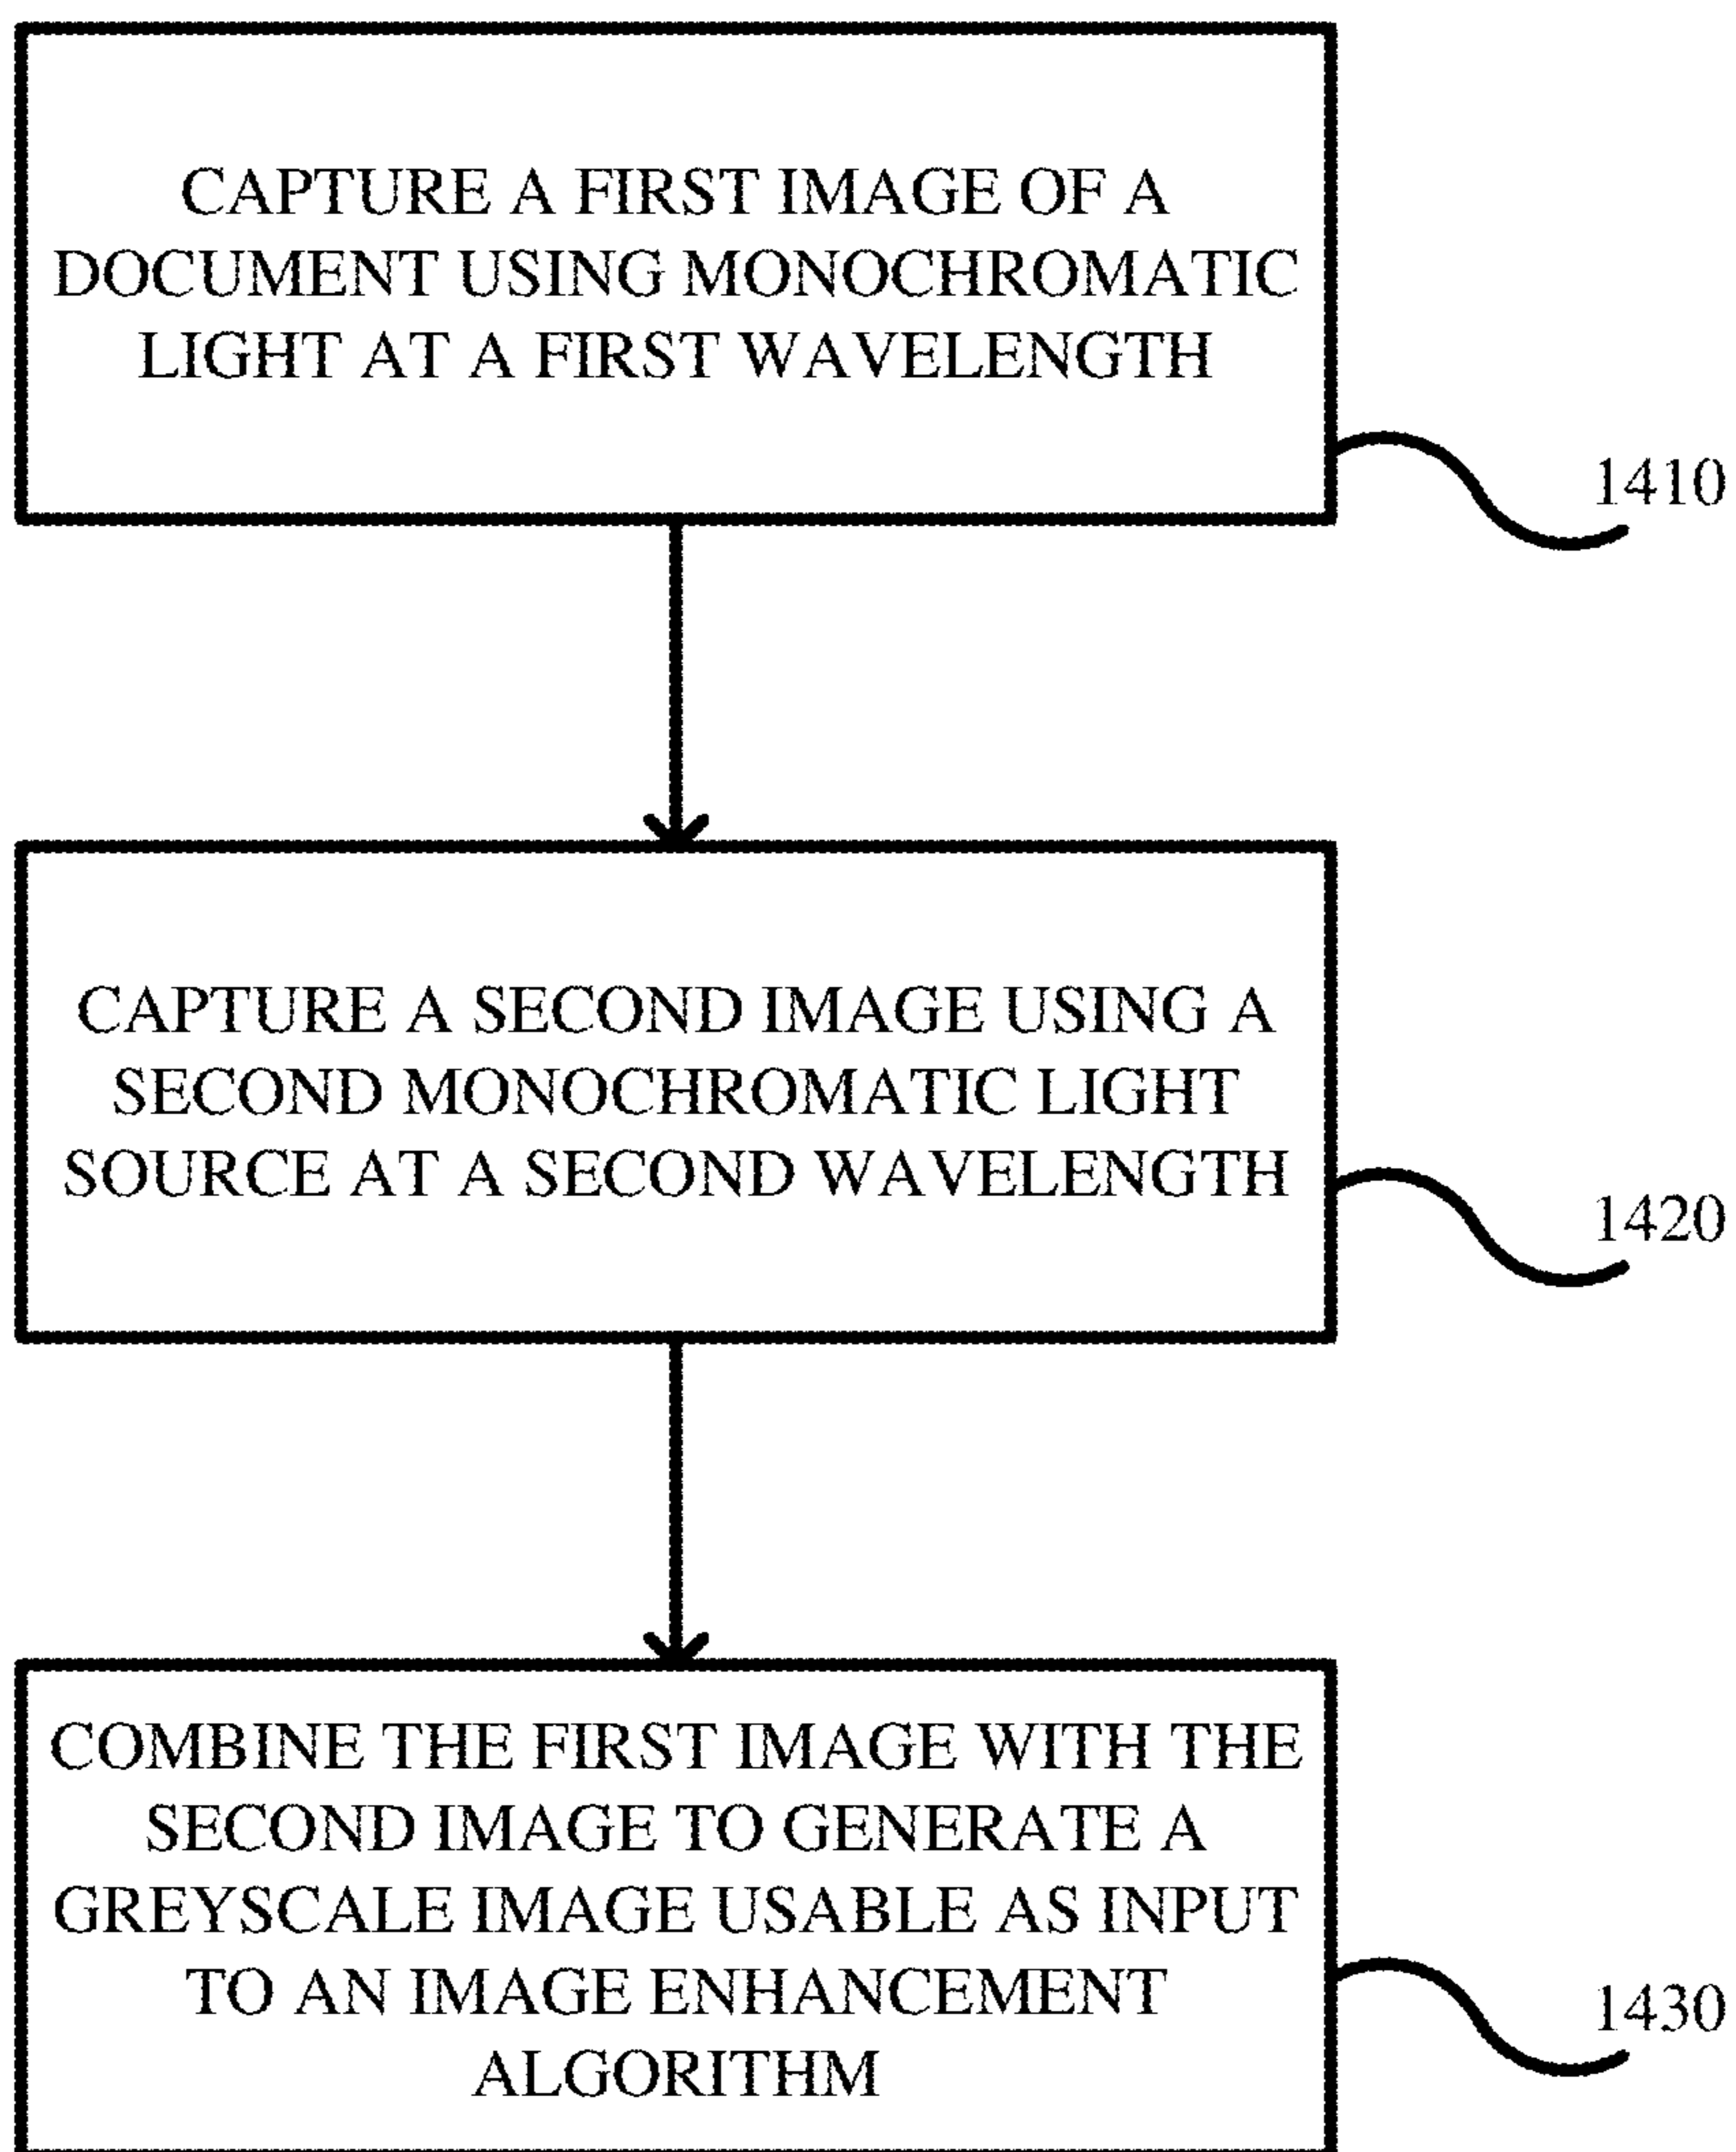 CAPTURE A FIRST IMAGE OF A
DOCUMENT USING MONOCHROMATIC
LIGHT AT A FIRST WAVELENGTH
1410
CAPTURE A SECOND IMAGE USING A
SECOND MONOCHROMATIC LIGHT
SOURCE AT A SECOND WAVELENGTH
1420
COMBINE THE FIRST IMAGE WITH THE
SECOND IMAGE TO GENERATE A
GREYSCALE IMAGE USABLE AS INPUT
TO AN IMAGE ENHANCEMENT
ALGORITHM
1430